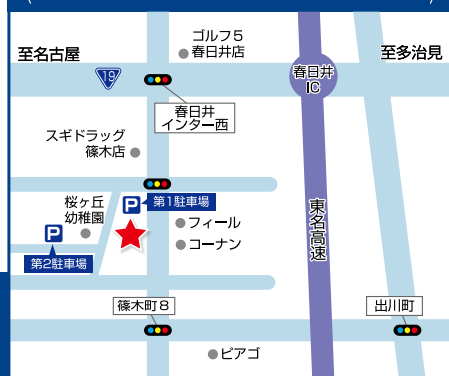 ゴルフ5
春日井店
至名古屋
至多治見
19
春日井
IC
春日井
インター西
スギドラッグ
篠木店
桜ヶ丘
幼稚園
P
第1駐車場
P
第2駐車場
フィール
コーナン
東名高速
篠木町8
出川町
ピアゴ